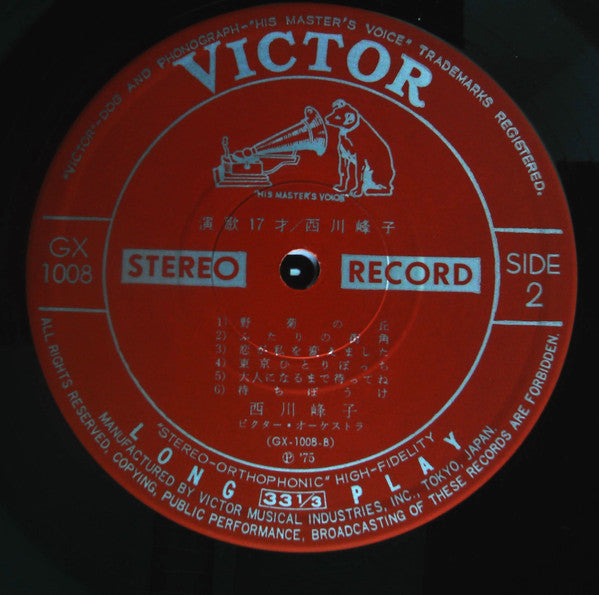 "VICTOR"-DOG AND PHONOGRAPH-"HIS MASTER'S VOICE" TRADEMARKS REGISTERED.
VICTOR
"HIS MASTER'S VOICE"
演歌17才/西川峰子
GX
1008
STEREO
RECORD
SIDE
2
1) 野菊の丘
2) ふたりの街角
3) 恋が私を変えました
4) 東京ひとりぼっち
5) 大人になるまで待ってね
6) 待ちぼうけ
西川峰子
ビクター・オーケストラ
(GX-1008-B)
Ⓟ '75
"STEREO-ORTHOPHONIC" HIGH-FIDELITY
LONG 33 1/3 PLAY
MANUFACTURED BY VICTOR MUSICAL INDUSTRIES, INC., TOKYO, JAPAN.
ALL RIGHTS RESERVED. COPYING, PUBLIC PERFORMANCE, BROADCASTING OF THESE RECORDS ARE FORBIDDEN.